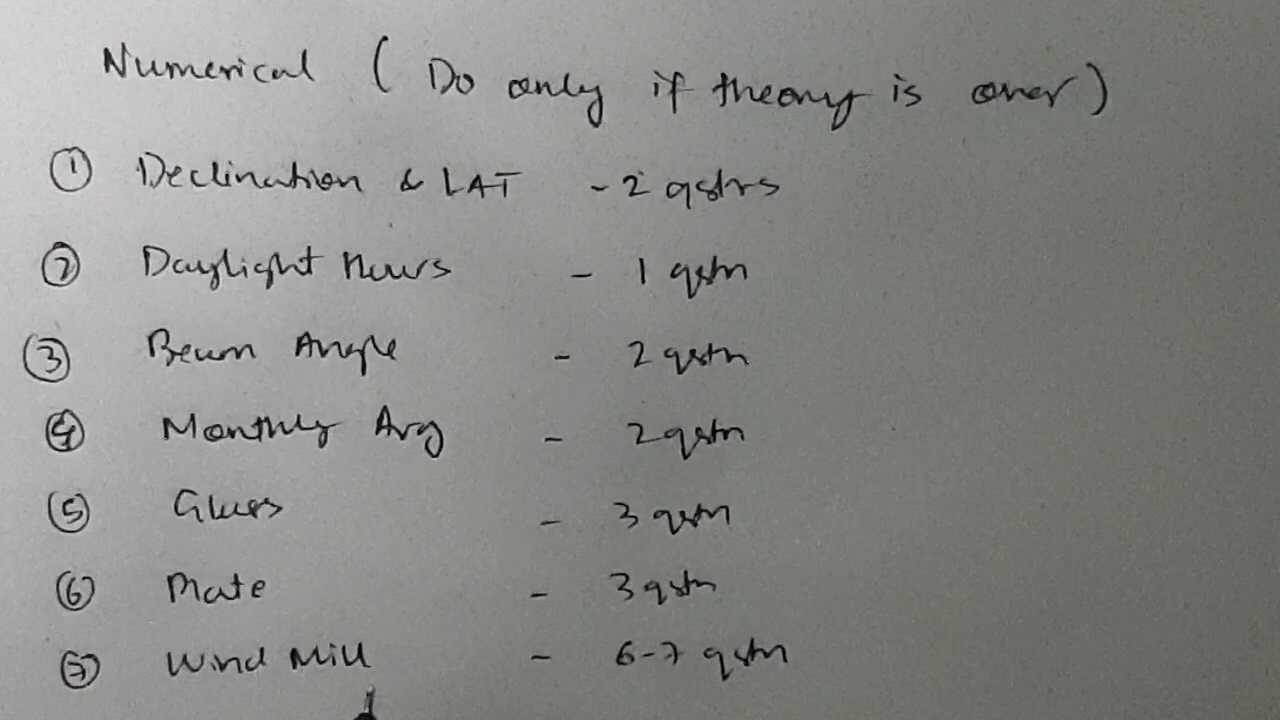 Numerical ( Do only if theory is over )
① Declination & LAT - 2 qstns
② Daylight Hours - 1 qstn
③ Beam Angle - 2 qstn
④ Monthly Avg - 2 qstn
⑤ Glass - 3 qstn
⑥ Plate - 3 qstn
⑦ Wind Mill - 6-7 qstn